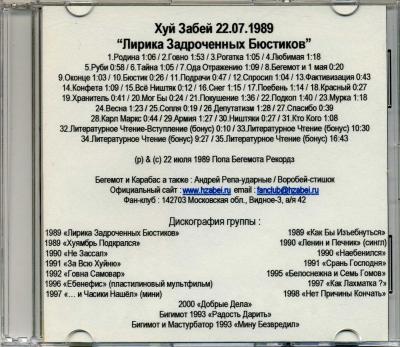 Хуй Забей 22.07.1989
"Лирика Задроченных Бюстиков"
1.Родина 1:06/ 2.Говно 1:53/ 3.Рогатка 1:05/ 4.Любимая 1:18
5.Руби 0:58/ 6.Тайна 1:05/ 7.Ода Отражению 1:09/ 8.Бегемот и 1 мая 0:20
9.Оконце 1:03/ 10.Бюстик 0:26/ 11.Подрачи 0:47/ 12.Спросил 1:04/ 13.Фактивизация 0:43
14.Конфета 1:09/ 15.Всё Ништяк 0:12/ 16.Снег 1:15/ 17.Поебень 1:14/ 18.Красный 0:27
19.Хранитель 0:41/ 20.Мог Бы 0:24/ 21.Покушение 1:36/ 22.Подкоп 1:40/ 23.Мурка 1:18
24.Весна 1:23/ 25.Сопля 0:19/ 26 Депутатизм 1:28/ 27.Спасибо 0:39
28.Карл Маркс 0:44 / 29.Армия 1:27 / 30.Ништяки 0:27/ 31.Кто Кого 1:08
32.Литературное Чтение-Вступление (бонус) 0:10 / 33.Литературное Чтение (бонус) 10:30
34.Литературное Чтение (бонус) 9:35 / 35.Литературное Чтение (бонус) 16:43
(p) & (c) 22 июля 1989 Попа Бегемота Рекордз
Бегемот и Карабас а также : Андрей Репа-ударные / Воробей-стишок
Официальный сайт : www.hzabei.ru email : fanclub@hzabei.ru
Фан-клуб : 142703 Московская обл., Видное-3, а/я 42
Дискография группы :
1989 «Лирика Задроченных Бюстиков»
1989 «Хуямбрь Подкрался»
1990 «Не Зассал»
1991 «За Всю Хуйню»
1992 «Говна Самовар»
1996 «Ебенефис» (пластилиновый мультфильм)
1997 «... и Часики Нашёл» (мини)
1989 «Как Бы Изъебнуться»
1990 «Ленин и Печник» (сингл)
1990 «Наебенился»
1991 «Срань Господня»
1995 «Белоснежна и Семь Гомов»
1997 «Как Лахматка ?»
1998 «Нет Причины Кончать»
2000 «Добрые Дела»
Бигимот 1993 «Радость Дарить»
Бигимот и Мастурбатор 1993 «Мину Безвредил»